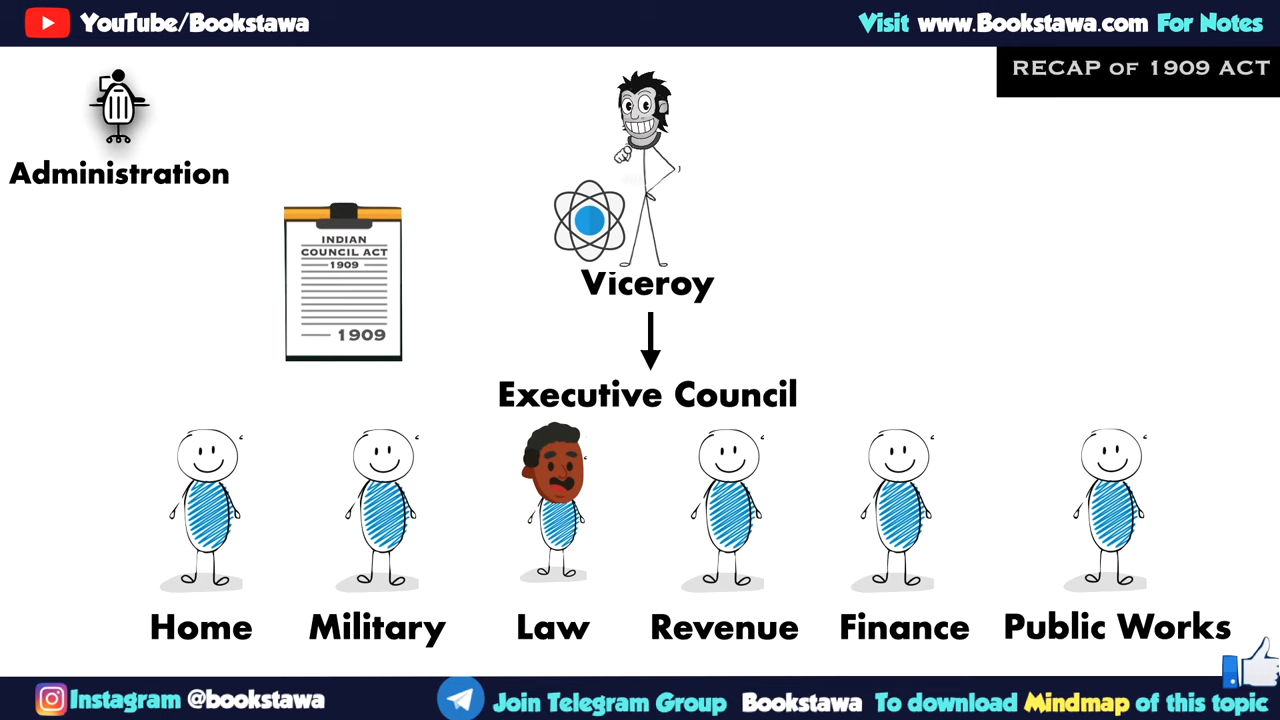 YouTube/Bookstawa
Visit www.Bookstawa.com For Notes
RECAP OF 1909 ACT
Administration
INDIAN
COUNCIL ACT
1909
1909
Viceroy
Executive Council
Home
Military
Law
Revenue
Finance
Public Works
Instagram @bookstawa
Join Telegram Group Bookstawa To download Mindmap of this topic